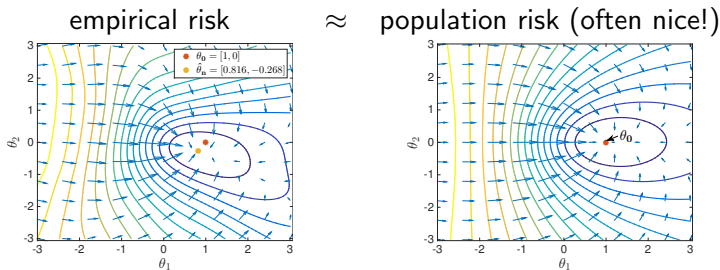 empirical risk ≈ population risk (often nice!)
θ₀ = [1, 0]
θ̂ₙ = [0.816, −0.268]
3
2
1
0
-1
-2
-3
θ₂
-3 -2 -1 0 1 2 3
θ₁
3
2
1
0
-1
-2
-3
θ₂
θ₀
-3 -2 -1 0 1 2 3
θ₁